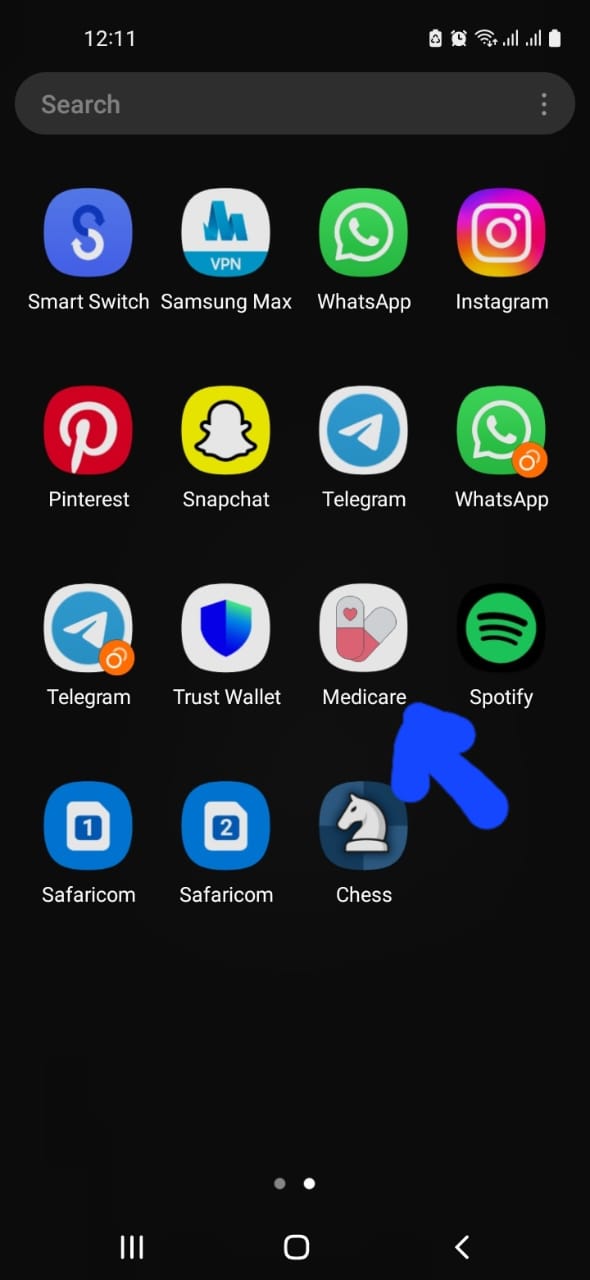 12:11
Search
VPN
Smart Switch
Samsung Max
WhatsApp
Instagram
Pinterest
Snapchat
Telegram
WhatsApp
Telegram
Trust Wallet
Medicare
Spotify
1
2
Safaricom
Safaricom
Chess